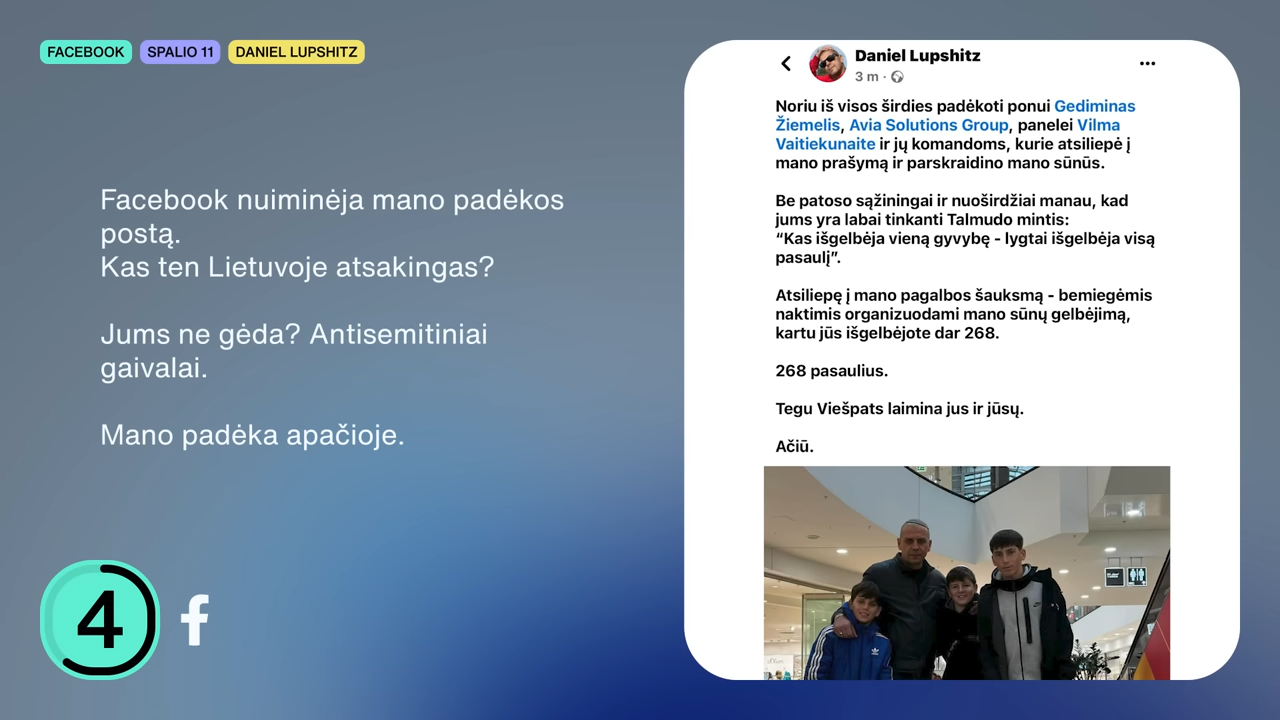 FACEBOOK
SPALIO 11
DANIEL LUPSHITZ
Facebook nuiminėja mano padėkos
postą.
Kas ten Lietuvoje atsakingas?
Jums ne gėda? Antisemitiniai
gaivalai.
Mano padėka apačioje.
4
Daniel Lupshitz
3 m ·
Noriu iš visos širdies padėkoti ponui Gediminas
Žiemelis, Avia Solutions Group, panelei Vilma
Vaitiekunaite ir jų komandoms, kurie atsiliepė į
mano prašymą ir parskraidino mano sūnūs.
Be patoso sąžiningai ir nuoširdžiai manau, kad
jums yra labai tinkanti Talmudo mintis:
“Kas išgelbėja vieną gyvybę - lygtai išgelbėja visą
pasaulį”.
Atsiliepę į mano pagalbos šauksmą - bemiegėmis
naktimis organizuodami mano sūnų gelbėjimą,
kartu jūs išgelbėjote dar 268.
268 pasaulius.
Tegu Viešpats laimina jus ir jūsų.
Ačiū.